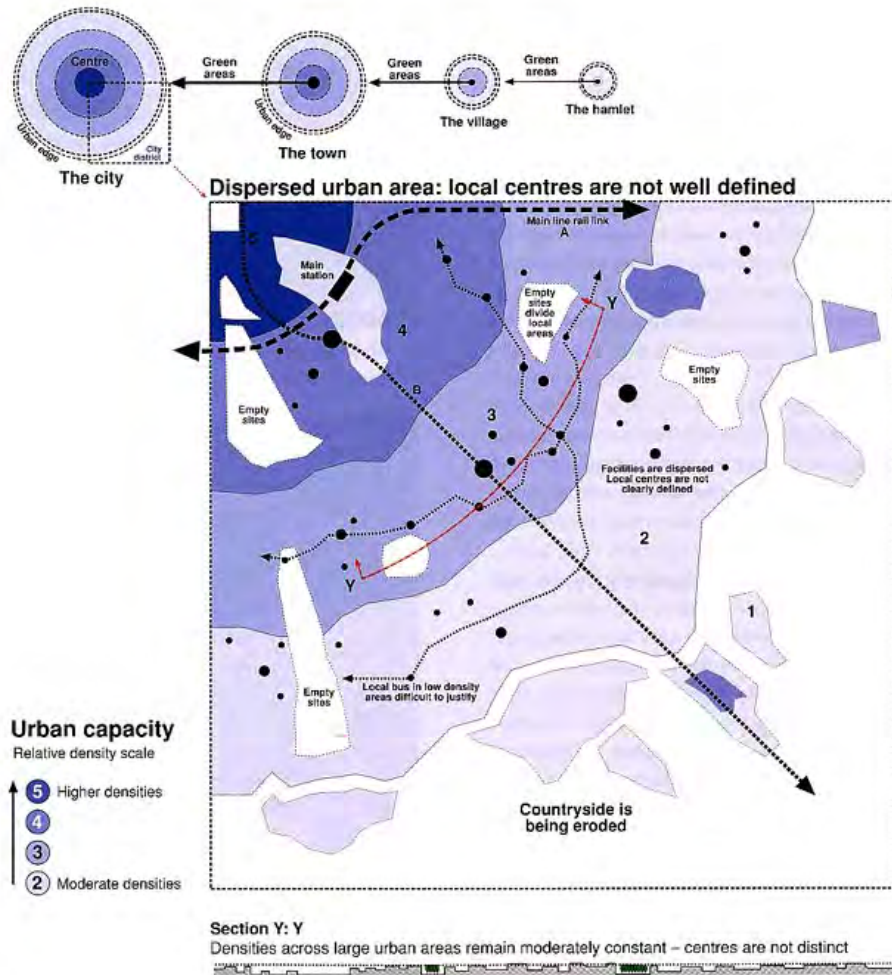 Centre
Urban edge
City
district
The city
Green
areas
The town
Green
areas
The village
Green
areas
The hamlet
Dispersed urban area: local centres are not well defined
Main line rail link
A
5
Main
station
4
Empty
sites
divide
local
areas
Y
B
Empty
sites
Empty
sites
3
Facilities are dispersed
Local centres are not
clearly defined
2
Y
1
Empty
sites
Local bus in low density
areas difficult to justify
Countryside is
being eroded
Urban capacity
Relative density scale
5 Higher densities
4
3
2 Moderate densities
Section Y: Y
Densities across large urban areas remain moderately constant – centres are not distinct